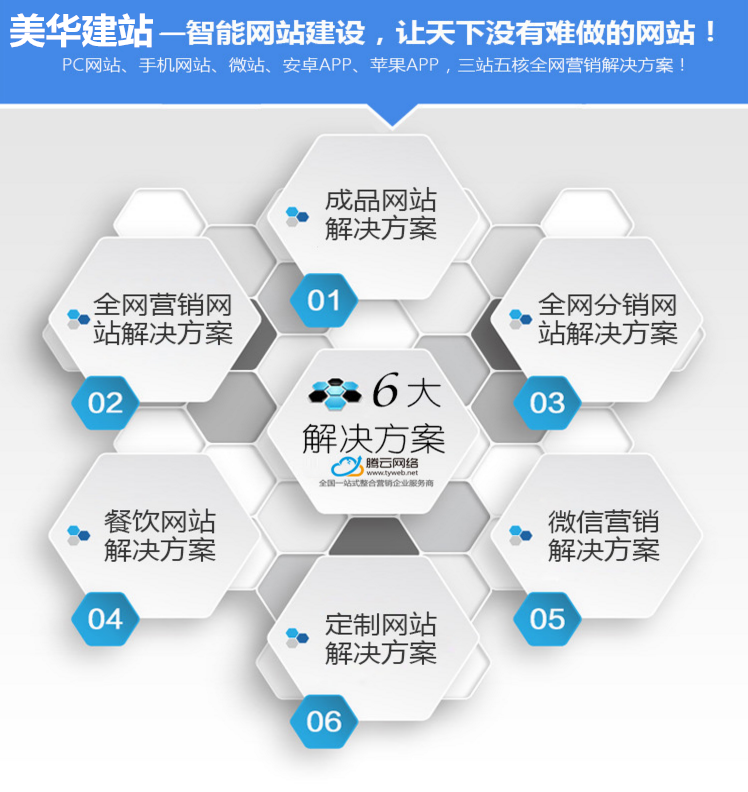 美华建站—智能网站建设，让天下没有难做的网站！
PC网站、手机网站、微站、安卓APP、苹果APP，三站五核全网营销解决方案！
成品网站
解决方案
01
全网营销网
站解决方案
02
全网分销网
站解决方案
03
6大
解决方案
腾云网络
www.tyweb.net
全国一站式整合营销企业服务商
餐饮网站
解决方案
04
微信营销
解决方案
05
定制网站
解决方案
06